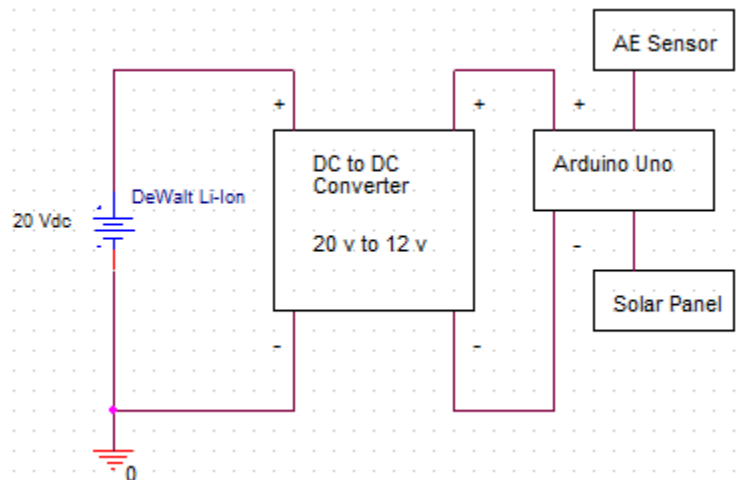 AE Sensor
+
+
+
DC to DC
Converter
Arduino Uno
DeWalt Li-Ion
20 Vdc
20 v to 12 v
-
-
Solar Panel
-
-
0